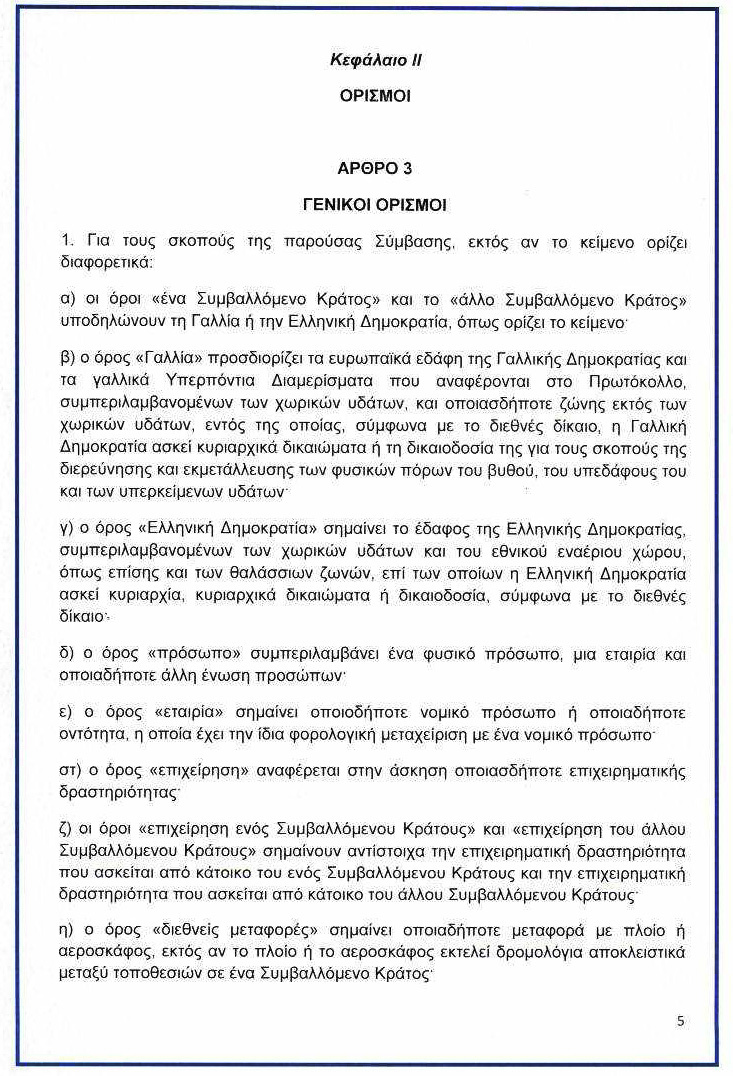 Κεφάλαιο ΙΙ
ΟΡΙΣΜΟΙ
ΑΡΘΡΟ 3
ΓΕΝΙΚΟΙ ΟΡΙΣΜΟΙ
1. Για τους σκοπούς της παρούσας Σύμβασης, εκτός αν το κείμενο ορίζει
διαφορετικά:
α) οι όροι «ένα Συμβαλλόμενο Κράτος» και το «άλλο Συμβαλλόμενο Κράτος»
υποδηλώνουν τη Γαλλία ή την Ελληνική Δημοκρατία, όπως ορίζει το κείμενο·
β) ο όρος «Γαλλία» προσδιορίζει τα ευρωπαϊκά εδάφη της Γαλλικής Δημοκρατίας και
τα γαλλικά Υπερπόντια Διαμερίσματα που αναφέρονται στο Πρωτόκολλο,
συμπεριλαμβανομένων των χωρικών υδάτων, και οποιασδήποτε ζώνης εκτός των
χωρικών υδάτων, εντός της οποίας, σύμφωνα με το διεθνές δίκαιο, η Γαλλική
Δημοκρατία ασκεί κυριαρχικά δικαιώματα ή τη δικαιοδοσία της για τους σκοπούς της
διερεύνησης και εκμετάλλευσης των φυσικών πόρων του βυθού, του υπεδάφους του
και των υπερκείμενων υδάτων·
γ) ο όρος «Ελληνική Δημοκρατία» σημαίνει το έδαφος της Ελληνικής Δημοκρατίας,
συμπεριλαμβανομένων των χωρικών υδάτων και του εθνικού εναέριου χώρου,
όπως επίσης και των θαλάσσιων ζωνών, επί των οποίων η Ελληνική Δημοκρατία
ασκεί κυριαρχία, κυριαρχικά δικαιώματα ή δικαιοδοσία, σύμφωνα με το διεθνές
δίκαιο·
δ) ο όρος «πρόσωπο» συμπεριλαμβάνει ένα φυσικό πρόσωπο, μια εταιρία και
οποιαδήποτε άλλη ένωση προσώπων·
ε) ο όρος «εταιρία» σημαίνει οποιοδήποτε νομικό πρόσωπο ή οποιαδήποτε
οντότητα, η οποία έχει την ίδια φορολογική μεταχείριση με ένα νομικό πρόσωπο·
στ) ο όρος «επιχείρηση» αναφέρεται στην άσκηση οποιασδήποτε επιχειρηματικής
δραστηριότητας·
ζ) οι όροι «επιχείρηση ενός Συμβαλλόμενου Κράτους» και «επιχείρηση του άλλου
Συμβαλλόμενου Κράτους» σημαίνουν αντίστοιχα την επιχειρηματική δραστηριότητα
που ασκείται από κάτοικο του ενός Συμβαλλόμενου Κράτους και την επιχειρηματική
δραστηριότητα που ασκείται από κάτοικο του άλλου Συμβαλλόμενου Κράτους·
η) ο όρος «διεθνείς μεταφορές» σημαίνει οποιαδήποτε μεταφορά με πλοίο ή
αεροσκάφος, εκτός αν το πλοίο ή το αεροσκάφος εκτελεί δρομολόγια αποκλειστικά
μεταξύ τοποθεσιών σε ένα Συμβαλλόμενο Κράτος·
5